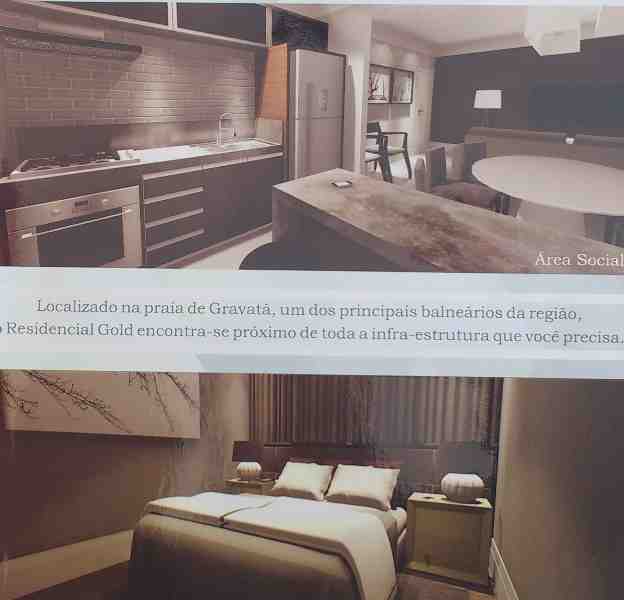 Área Social
Localizado na praia de Gravatá, um dos principais balneários da região,
o Residencial Gold encontra-se próximo de toda a infra-estrutura que você precisa.